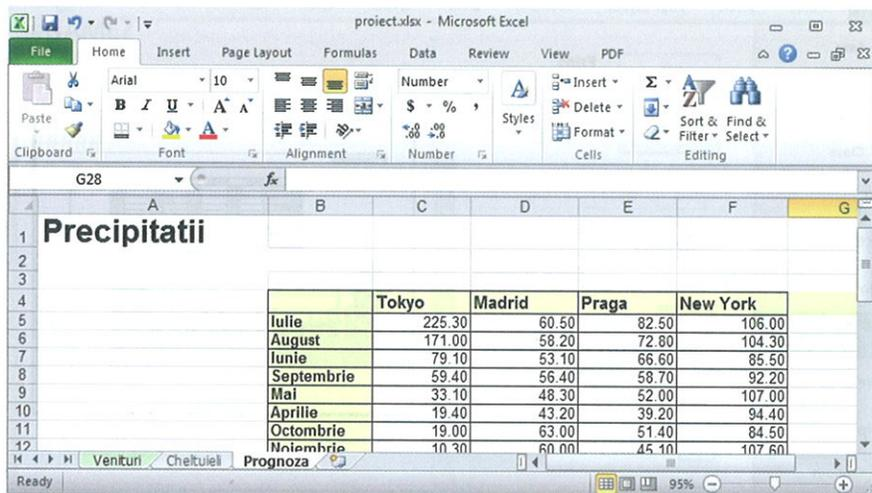 proiect.xlsx - Microsoft Excel
File Home Insert Page Layout Formulas Data Review View PDF
Arial 10 Number Insert Σ
Paste B I U A A $ % , Styles Delete Sort & Find &
A .00 .00 Format Filter Select
Clipboard Font Alignment Number Cells Editing
G28 fx
A B C D E F G
1 Precipitatii
2
3
4 Tokyo Madrid Praga New York
5 Iulie 225.30 60.50 82.50 106.00
6 August 171.00 58.20 72.80 104.30
7 Iunie 79.10 53.10 66.60 85.50
8 Septembrie 59.40 56.40 58.70 92.20
9 Mai 33.10 48.30 52.00 107.00
10 Aprilie 19.40 43.20 39.20 94.40
11 Octombrie 19.00 63.00 51.40 84.50
12 Noiembrie 10.30 60.00 45.10 107.60
Venituri Cheltuieli Prognoza
Ready 95%